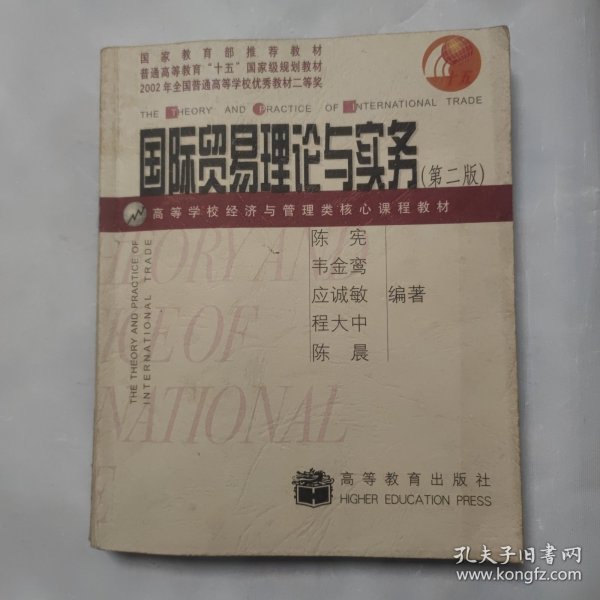 国家教育部推荐教材
普通高等教育“十五”国家级规划教材
2002年全国普通高等学校优秀教材二等奖
THE THEORY AND PRACTICE OF INTERNATIONAL TRADE
国际贸易理论与实务(第二版)
高等学校经济与管理类核心课程教材
陈 宪
韦金鸾
应诚敏 编著
程大中
陈 晨
THE THEORY AND PRACTICE OF
INTERNATIONAL TRADE
EORY AND
ICE OF
NATIONAL
高等教育出版社
HIGHER EDUCATION PRESS
孔夫子旧书网
www.kongfz.com